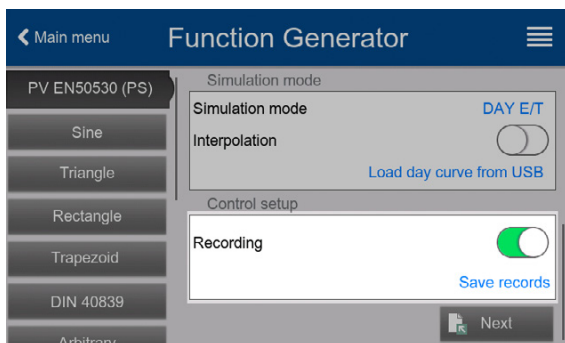 Main menu
Function Generator
PV EN50530 (PS)
Sine
Triangle
Rectangle
Trapezoid
DIN 40839
Arbitrary
Simulation mode
Simulation mode DAY E/T
Interpolation
Load day curve from USB
Control setup
Recording
Save records
Next